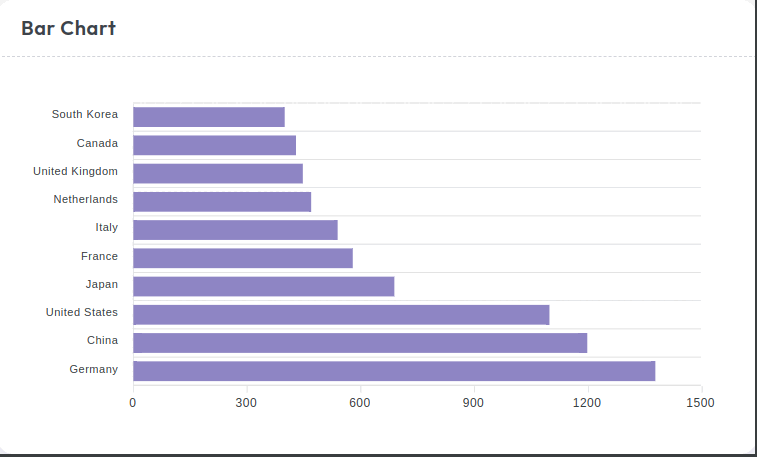 Bar Chart
South Korea
Canada
United Kingdom
Netherlands
Italy
France
Japan
United States
China
Germany
0 300 600 900 1200 1500